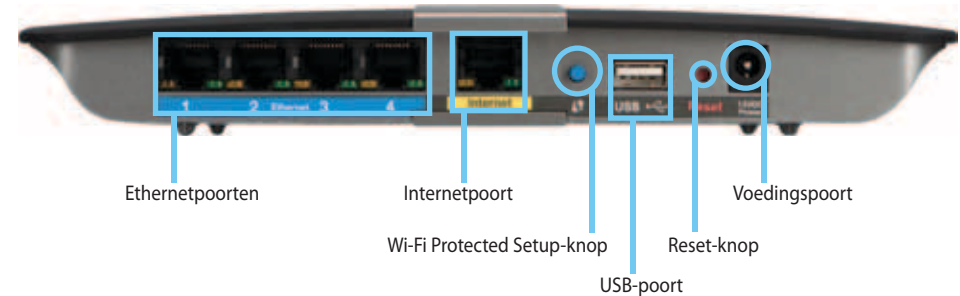 1 2 Ethernet 3 4
Internet
USB
Reset
Ethernetpoorten
Internetpoort
Voedingspoort
Wi-Fi Protected Setup-knop
Reset-knop
USB-poort